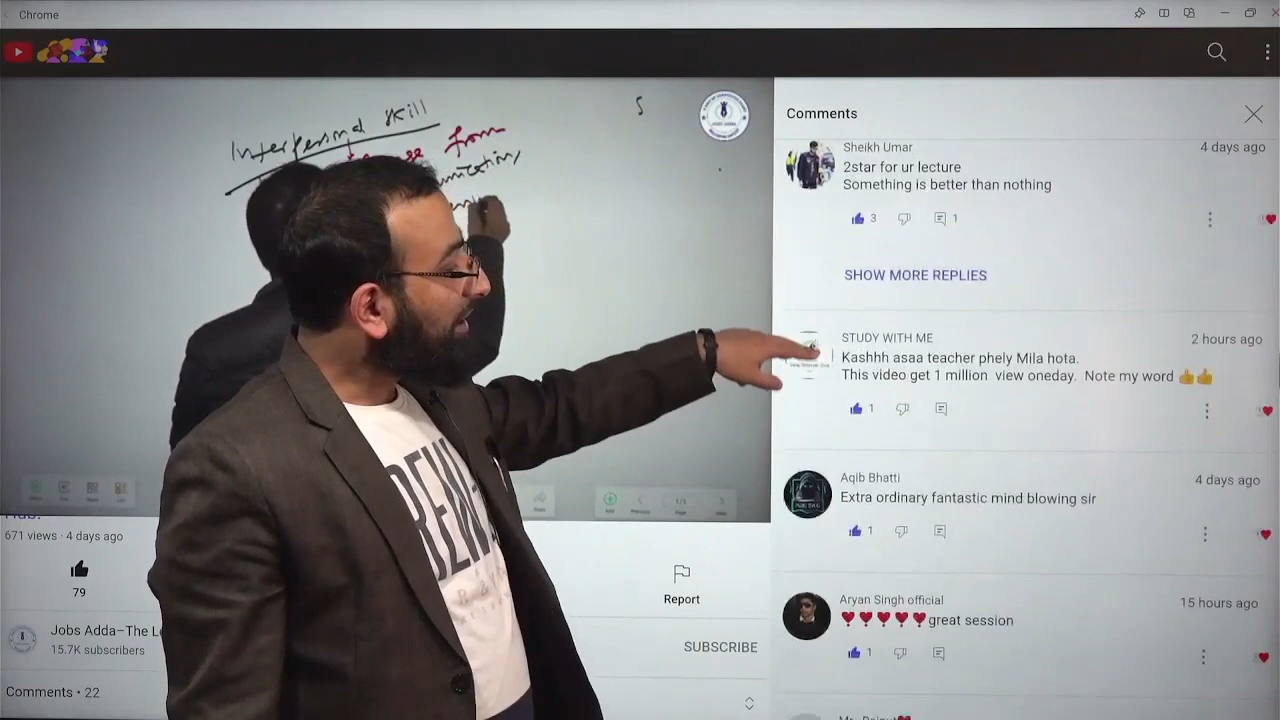 Chrome
Interpersonal skill
from
S
Comments
Sheikh Umar
4 days ago
2star for ur lecture
Something is better than nothing
3
1
SHOW MORE REPLIES
STUDY WITH ME
2 hours ago
Kashhh asaa teacher phely Mila hota.
This video get 1 million view oneday. Note my word 👍👍
1
Aqib Bhatti
4 days ago
Extra ordinary fantastic mind blowing sir
1
Aryan Singh official
15 hours ago
❤❤❤❤❤great session
1
671 views · 4 days ago
79
Report
Jobs Adda–The L
15.7K subscribers
SUBSCRIBE
Comments • 22